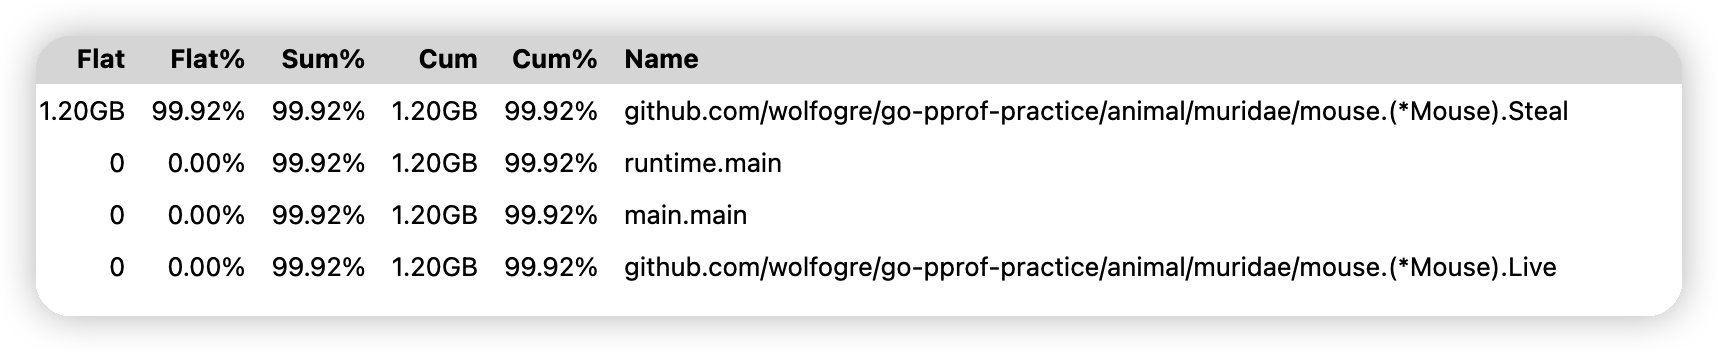 Flat Flat% Sum% Cum Cum% Name
1.20GB 99.92% 99.92% 1.20GB 99.92% github.com/wolfogre/go-pprof-practice/animal/muridae/mouse.(*Mouse).Steal
0 0.00% 99.92% 1.20GB 99.92% runtime.main
0 0.00% 99.92% 1.20GB 99.92% main.main
0 0.00% 99.92% 1.20GB 99.92% github.com/wolfogre/go-pprof-practice/animal/muridae/mouse.(*Mouse).Live